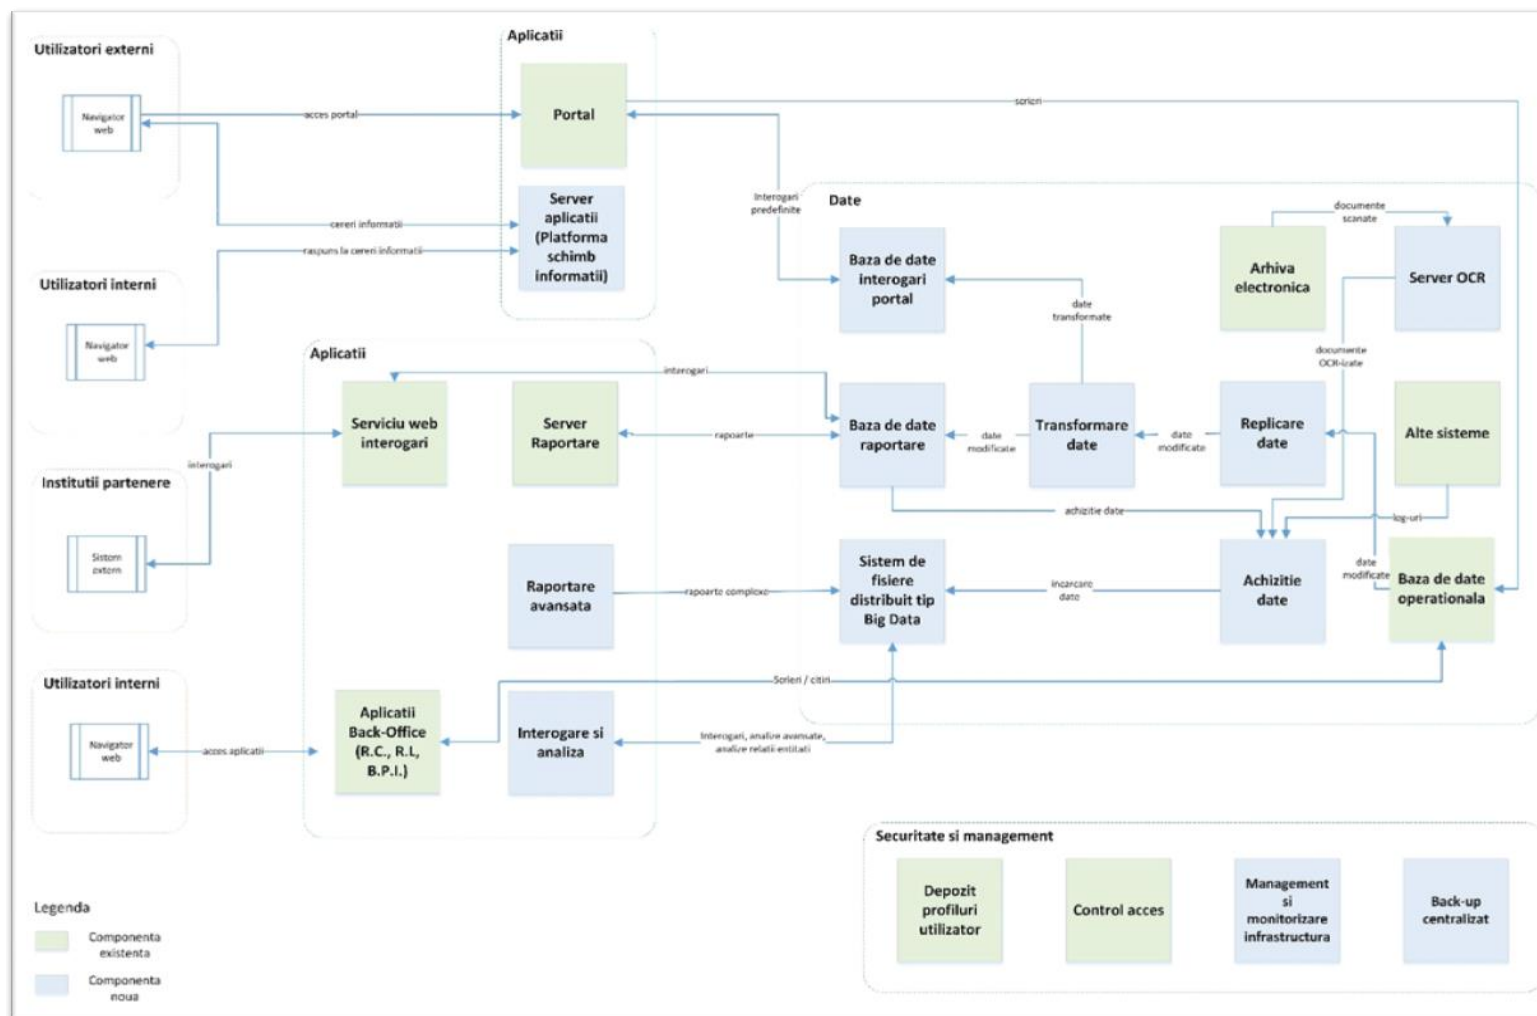 Utilizatori externi
Navigator
web
acces portal
cereri informatii
raspuns la cereri informatii
Aplicatii
Portal
Server
aplicatii
(Platforma
schimb
informatii)
scrieri
Interogari
predefinite
Date
Baza de date
interogari
portal
date
transformate
documente
scanate
Arhiva
electronica
Server OCR
documente
OCR-izate
Utilizatori interni
Navigator
web
Aplicatii
Serviciu web
interogari
Server
Raportare
interogari
rapoarte
Baza de date
raportare
date
modificate
Transformare
date
date
modificate
Replicare
date
Alte sisteme
interogari
Institutii partenere
Sistem
extern
achizitie date
log-uri
Raportare
avansata
rapoarte complexe
Sistem de
fisiere
distribuit tip
Big Data
incarcare
date
Achizitie
date
date
modificate
Baza de date
operationala
Utilizatori interni
Navigator
web
acces aplicatii
Aplicatii
Back-Office
(R.C., R.I.,
B.P.I.)
Interogare si
analiza
Scrieri / citiri
Interogari, analize avansate,
analize relatii entitati
Securitate si management
Depozit
profiluri
utilizator
Control acces
Management
si
monitorizare
infrastructura
Back-up
centralizat
Legenda
Componenta
existenta
Componenta
noua